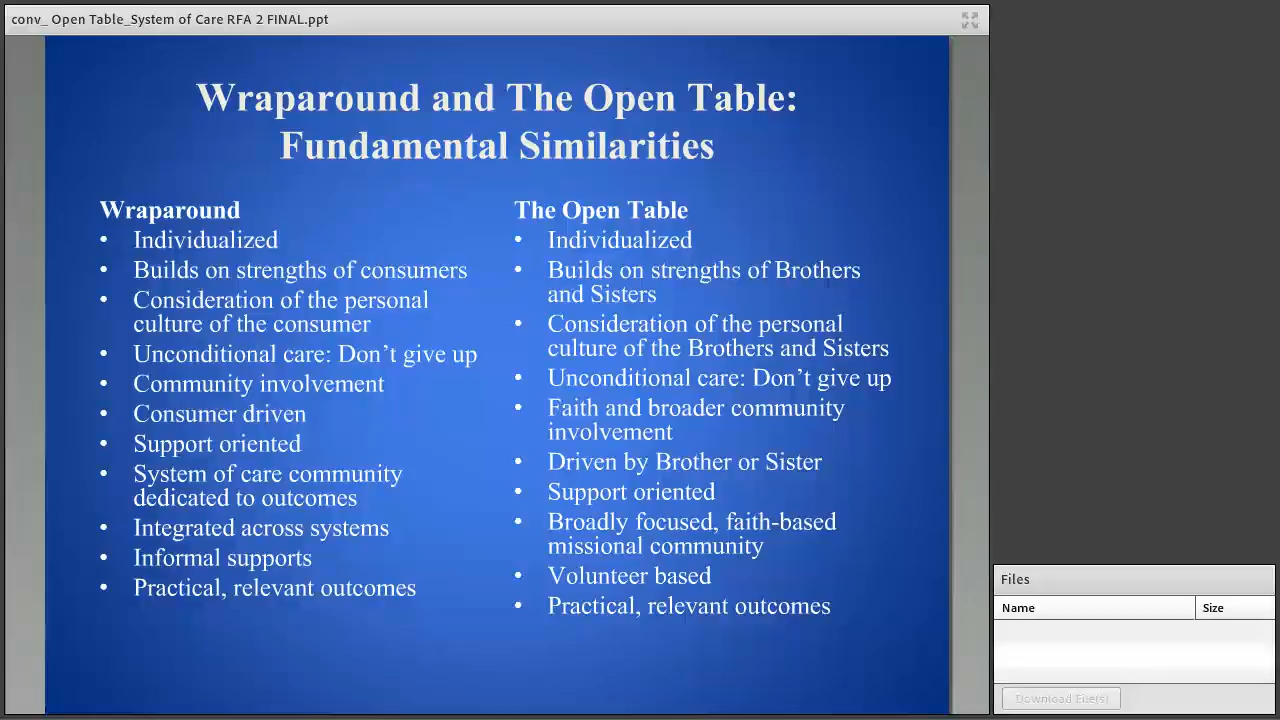 conv_ Open Table_System of Care RFA 2 FINAL.ppt
Wraparound and The Open Table:
Fundamental Similarities
Wraparound
• Individualized
• Builds on strengths of consumers
• Consideration of the personal
culture of the consumer
• Unconditional care: Don’t give up
• Community involvement
• Consumer driven
• Support oriented
• System of care community
dedicated to outcomes
• Integrated across systems
• Informal supports
• Practical, relevant outcomes
The Open Table
• Individualized
• Builds on strengths of Brothers
and Sisters
• Consideration of the personal
culture of the Brothers and Sisters
• Unconditional care: Don’t give up
• Faith and broader community
involvement
• Driven by Brother or Sister
• Support oriented
• Broadly focused, faith-based
missional community
• Volunteer based
• Practical, relevant outcomes
Files
Name Size
Download File(s)